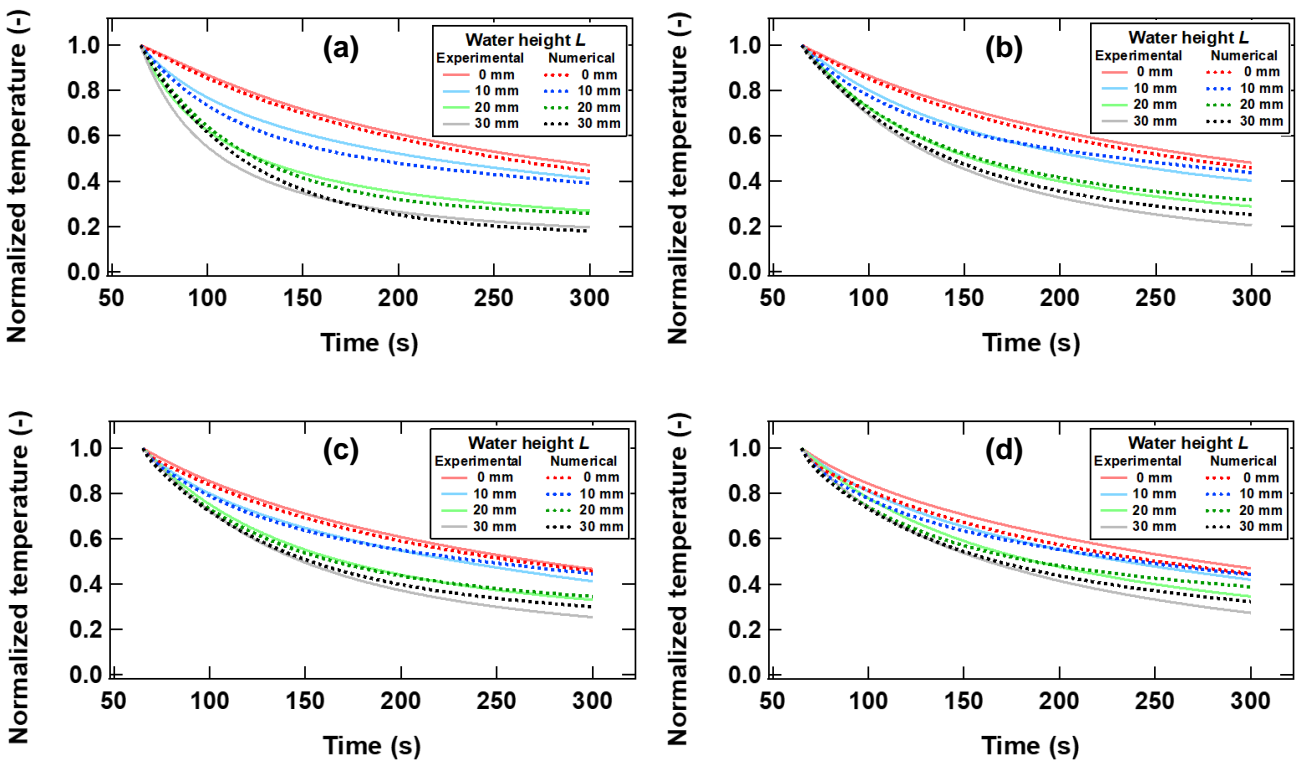 Normalized temperature (-)
1.0
0.8
0.6
0.4
0.2
0.0
(a)
Water height L
Experimental Numerical
0 mm 0 mm
10 mm 10 mm
20 mm 20 mm
30 mm 30 mm
50 100 150 200 250 300
Time (s)
Normalized temperature (-)
1.0
0.8
0.6
0.4
0.2
0.0
(b)
Water height L
Experimental Numerical
0 mm 0 mm
10 mm 10 mm
20 mm 20 mm
30 mm 30 mm
50 100 150 200 250 300
Time (s)
Normalized temperature (-)
1.0
0.8
0.6
0.4
0.2
0.0
(c)
Water height L
Experimental Numerical
0 mm 0 mm
10 mm 10 mm
20 mm 20 mm
30 mm 30 mm
50 100 150 200 250 300
Time (s)
Normalized temperature (-)
1.0
0.8
0.6
0.4
0.2
0.0
(d)
Water height L
Experimental Numerical
0 mm 0 mm
10 mm 10 mm
20 mm 20 mm
30 mm 30 mm
50 100 150 200 250 300
Time (s)